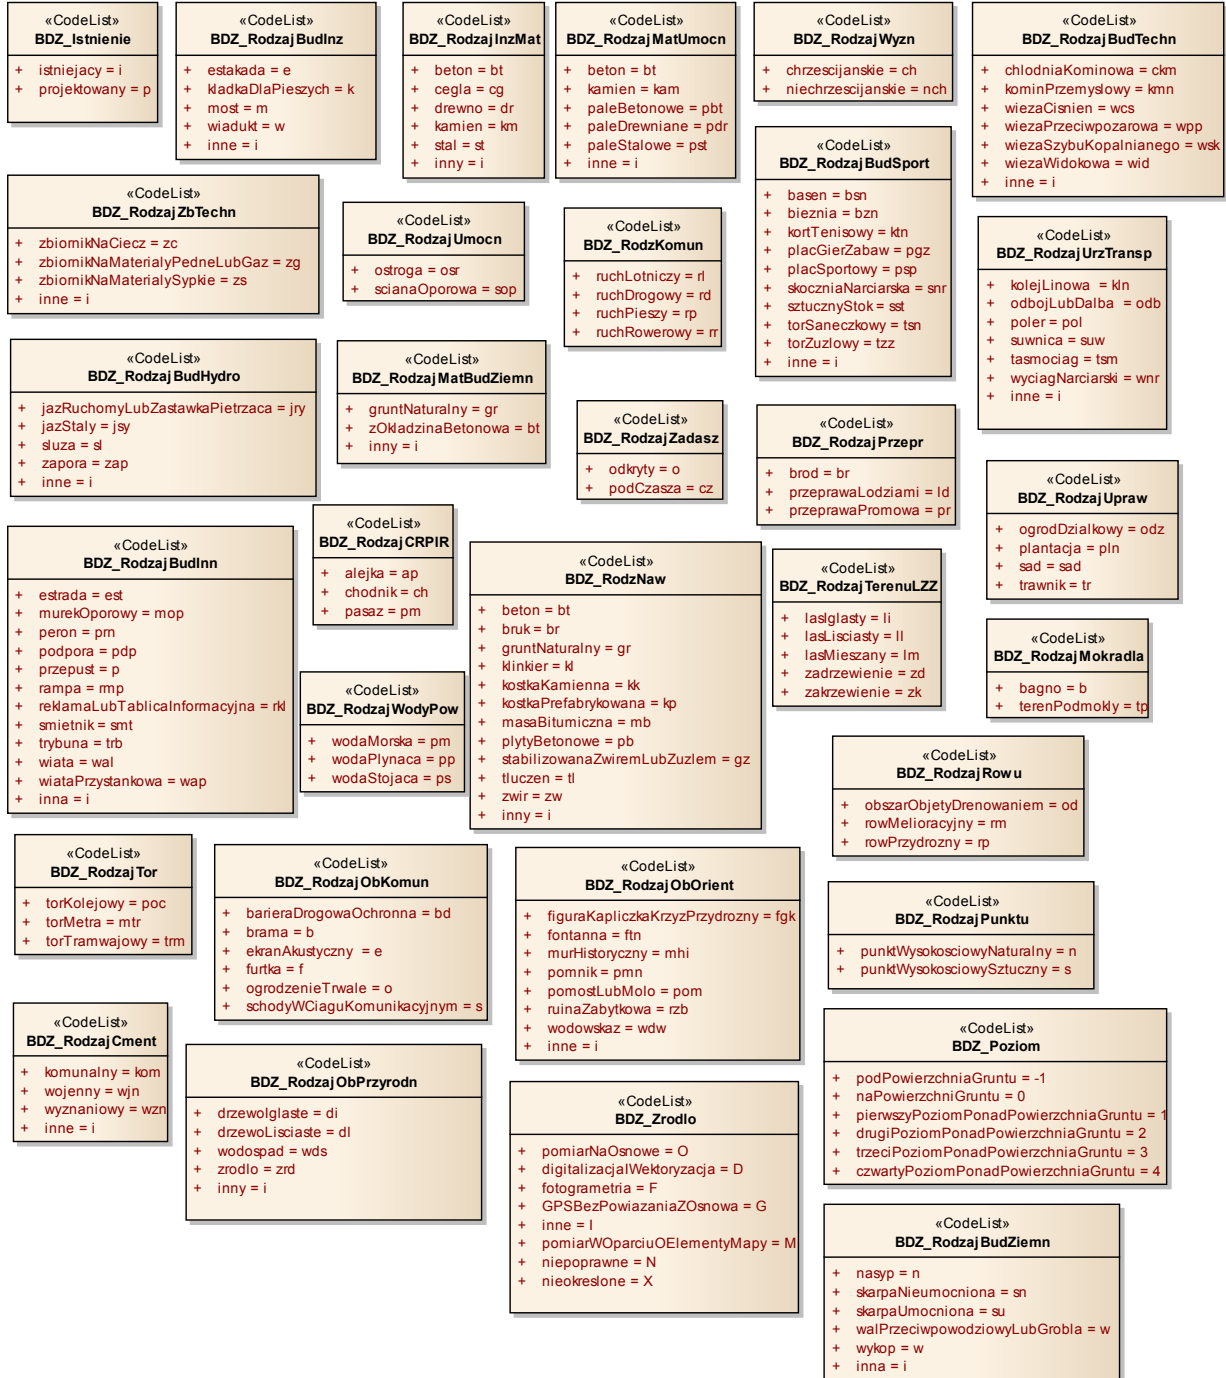 «CodeList»
BDZ_Istnienie
+ istniejacy = i
+ projektowany = p
«CodeList»
BDZ_RodzajBudInz
+ estakada = e
+ kladkaDlaPieszych = k
+ most = m
+ wiadukt = w
+ inne = i
«CodeList»
BDZ_RodzajInzMat
+ beton = bt
+ cegla = cg
+ drewno = dr
+ kamien = km
+ stal = st
+ inny = i
«CodeList»
BDZ_RodzajMatUmocn
+ beton = bt
+ kamien = kam
+ paleBetonowe = pbt
+ paleDrewniane = pdr
+ paleStalowe = pst
+ inne = i
«CodeList»
BDZ_RodzajWyzn
+ chrzescijanskie = ch
+ niechrzescijanskie = nch
«CodeList»
BDZ_RodzajBudTechn
+ chlodniaKominowa = ckm
+ kominPrzemyslowy = kmn
+ wiezaCisnien = wcs
+ wiezaPrzeciwpozarowa = wpp
+ wiezaSzybuKopalnianego = wsk
+ wiezaWidokowa = wid
+ inne = i
«CodeList»
BDZ_RodzajBudSport
+ basen = bsn
+ bieznia = bzn
+ kortTenisowy = ktn
+ placGierZabaw = pgz
+ placSportowy = psp
+ skoczniaNarciarska = snr
+ sztucznyStok = sst
+ torSaneczkowy = tsn
+ torZuzlowy = tzz
+ inne = i
«CodeList»
BDZ_RodzajZbTechn
+ zbiornikNaCiecz = zc
+ zbiornikNaMaterialyPedneLubGaz = zg
+ zbiornikNaMaterialySypkie = zs
+ inne = i
«CodeList»
BDZ_RodzajUmocn
+ ostroga = osr
+ scianaOporowa = sop
«CodeList»
BDZ_RodzKomun
+ ruchLotniczy = rl
+ ruchDrogowy = rd
+ ruchPieszy = rp
+ ruchRowerowy = rr
«CodeList»
BDZ_RodzajUrzTransp
+ kolejLinowa = kln
+ odbojLubDalba = odb
+ poler = pol
+ suwnica = suw
+ tasmociag = tsm
+ wyciagNarciarski = wnr
+ inne = i
«CodeList»
BDZ_RodzajBudHydro
+ jazRuchomyLubZastawkaPietrzaca = jry
+ jazStaly = jsy
+ sluza = sl
+ zapora = zap
+ inne = i
«CodeList»
BDZ_RodzajMatBudZiemn
+ gruntNaturalny = gr
+ zOkladzinaBetonowa = bt
+ inny = i
«CodeList»
BDZ_RodzajZadasz
+ odkryty = o
+ podCzasza = cz
«CodeList»
BDZ_RodzajPrzepr
+ brod = br
+ przeprawaLodziami = ld
+ przeprawaPromowa = pr
«CodeList»
BDZ_RodzajUpraw
+ ogrodDzialkowy = odz
+ plantacja = pln
+ sad = sad
+ trawnik = tr
«CodeList»
BDZ_RodzajBudInn
+ estrada = est
+ murekOporowy = mop
+ peron = prn
+ podpora = pdp
+ przepust = p
+ rampa = rmp
+ reklamaLubTablicaInformacyjna = rkl
+ smietnik = smt
+ trybuna = trb
+ wiata = wal
+ wiataPrzystankowa = wap
+ inna = i
«CodeList»
BDZ_RodzajCRPIR
+ alejka = ap
+ chodnik = ch
+ pasaz = pm
«CodeList»
BDZ_RodzNaw
+ beton = bt
+ bruk = br
+ gruntNaturalny = gr
+ klinkier = kl
+ kostkaKamienna = kk
+ kostkaPrefabrykowana = kp
+ masaBitumiczna = mb
+ plytyBetonowe = pb
+ stabilizowanaZwiremLubZuzlem = gz
+ tluczen = tl
+ zwir = zw
+ inny = i
«CodeList»
BDZ_RodzajTerenuLZZ
+ lasIglasty = li
+ lasLisciasty = ll
+ lasMieszany = lm
+ zadrzewienie = zd
+ zakrzewienie = zk
«CodeList»
BDZ_RodzajMokradla
+ bagno = b
+ terenPodmokly = tp
«CodeList»
BDZ_RodzajWodyPow
+ wodaMorska = pm
+ wodaPlynaca = pp
+ wodaStojaca = ps
«CodeList»
BDZ_RodzajRowu
+ obszarObjetyDrenowaniem = od
+ rowMelioracyjny = rm
+ rowPrzydrozny = rp
«CodeList»
BDZ_RodzajTor
+ torKolejowy = poc
+ torMetra = mtr
+ torTramwajowy = trm
«CodeList»
BDZ_RodzajObKomun
+ barieraDrogowaOchronna = bd
+ brama = b
+ ekranAkustyczny = e
+ furtka = f
+ ogrodzenieTrwale = o
+ schodyWCiaguKomunikacyjnym = s
«CodeList»
BDZ_RodzajObOrient
+ figuraKapliczkaKrzyzPrzydrozny = fgk
+ fontanna = ftn
+ murHistoryczny = mhi
+ pomnik = pmn
+ pomostLubMolo = pom
+ ruinaZabytkowa = rzb
+ wodowskaz = wdw
+ inne = i
«CodeList»
BDZ_RodzajPunktu
+ punktWysokosciowyNaturalny = n
+ punktWysokosciowySztuczny = s
«CodeList»
BDZ_RodzajCment
+ komunalny = kom
+ wojenny = wjn
+ wyznaniowy = wzn
+ inne = i
«CodeList»
BDZ_RodzajObPrzyrodn
+ drzewoIglaste = di
+ drzewoLisciaste = dl
+ wodospad = wds
+ zrodlo = zrd
+ inny = i
«CodeList»
BDZ_Zrodlo
+ pomiarNaOsnowe = O
+ digitalizacjaIWektoryzacja = D
+ fotogrametria = F
+ GPSBezPowiazaniaZOsnowa = G
+ inne = I
+ pomiarWOparciuOElementyMapy = M
+ niepoprawne = N
+ nieokreslone = X
«CodeList»
BDZ_Poziom
+ podPowierzchniaGruntu = -1
+ naPowierzchniGruntu = 0
+ pierwszyPoziomPonadPowierzchniaGruntu = 1
+ drugiPoziomPonadPowierzchniaGruntu = 2
+ trzeciPoziomPonadPowierzchniaGruntu = 3
+ czwartyPoziomPonadPowierzchniaGruntu = 4
«CodeList»
BDZ_RodzajBudZiemn
+ nasyp = n
+ skarpaNieumocniona = sn
+ skarpaUmocniona = su
+ walPrzeciwpowodziowyLubGrobla = w
+ wykop = w
+ inna = i